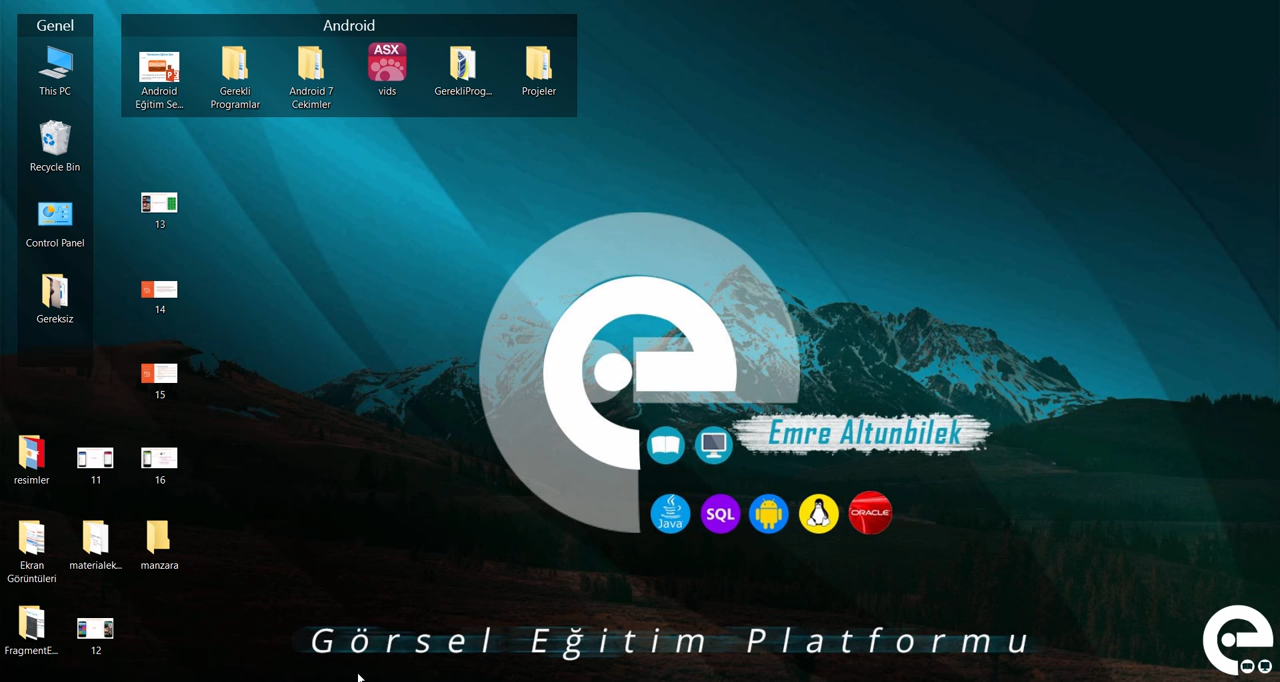 Genel
This PC
Recycle Bin
Control Panel
Gereksiz
Android
Android
Eğitim Se...
Gerekli
Programlar
Android 7
Cekimler
ASX
vids
GerekliProg...
Projeler
13
14
15
resimler
11
16
Ekran
Görüntüleri
materialek...
manzara
FragmentE...
12
Emre Altunbilek
Java
SQL
ORACLE
Görsel Eğitim Platformu